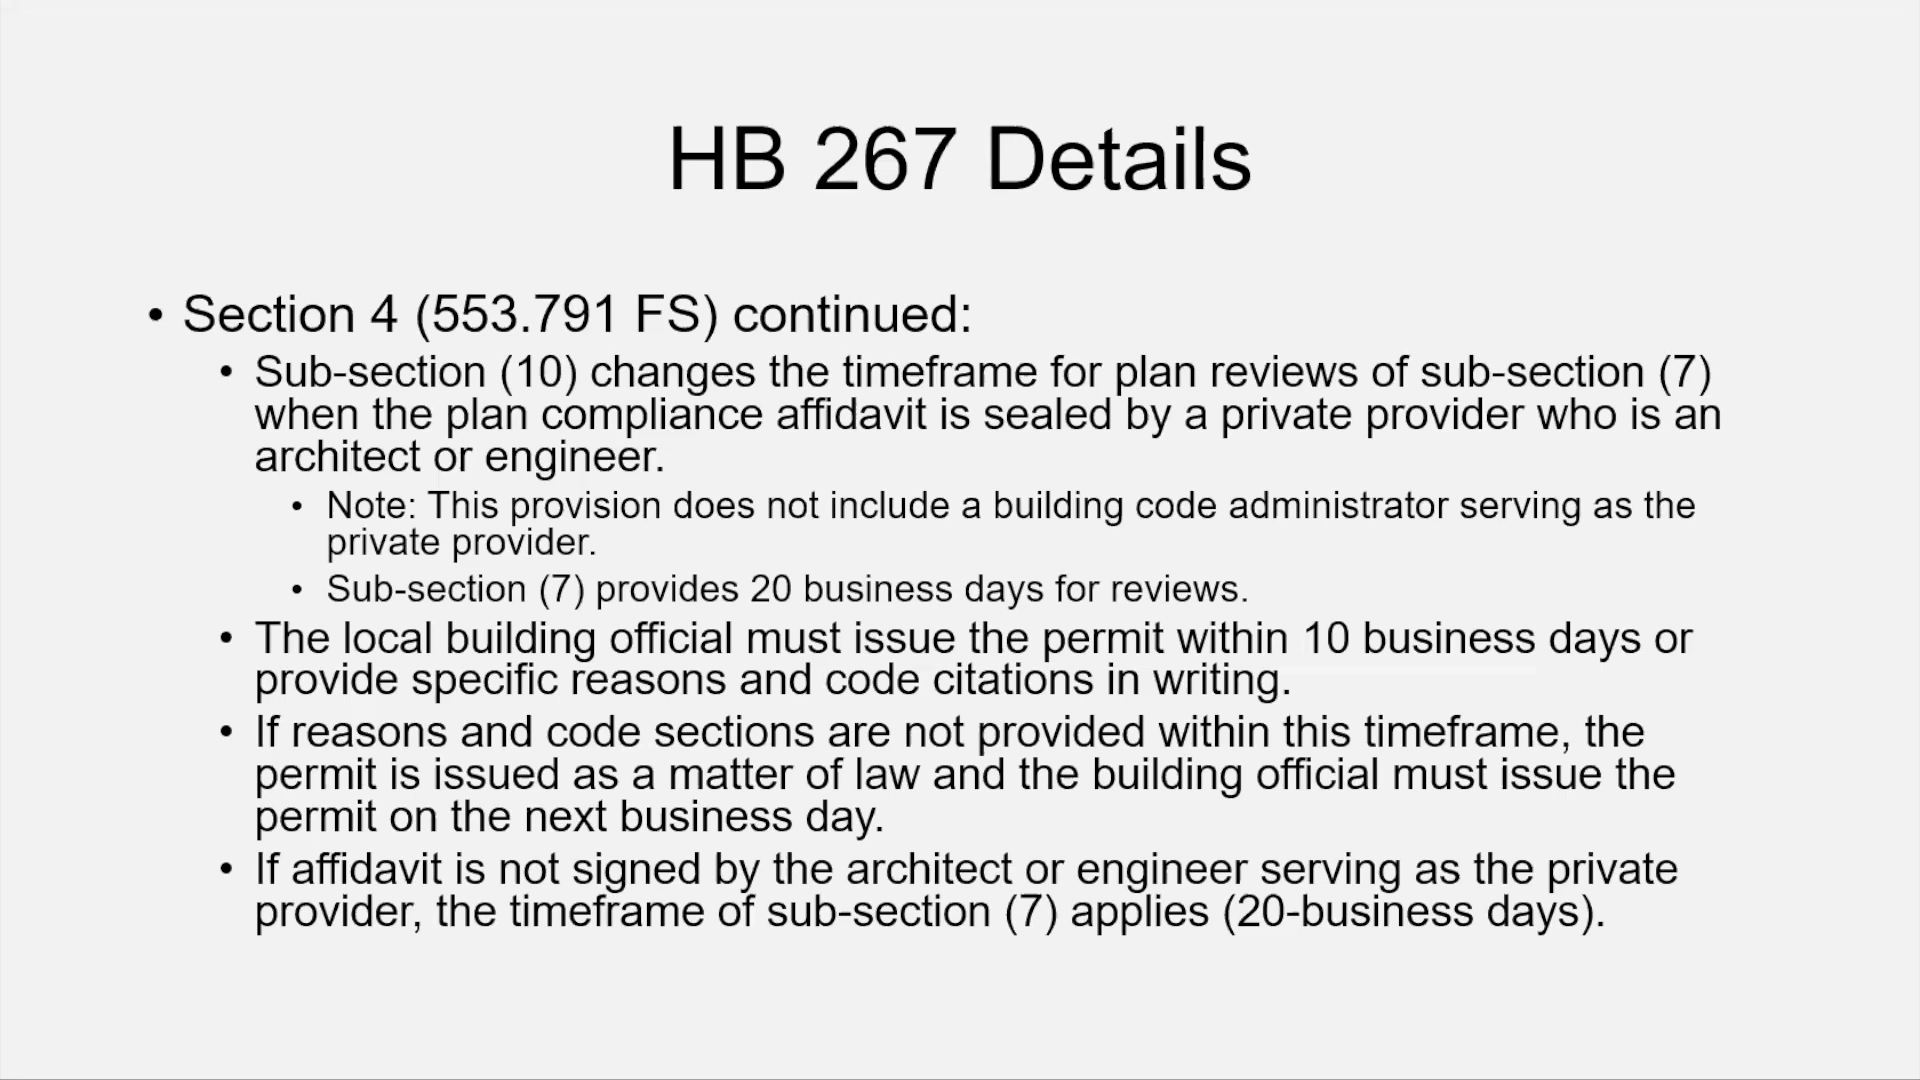 HB 267 Details
• Section 4 (553.791 FS) continued:
• Sub-section (10) changes the timeframe for plan reviews of sub-section (7)
when the plan compliance affidavit is sealed by a private provider who is an
architect or engineer.
• Note: This provision does not include a building code administrator serving as the
private provider.
• Sub-section (7) provides 20 business days for reviews.
• The local building official must issue the permit within 10 business days or
provide specific reasons and code citations in writing.
• If reasons and code sections are not provided within this timeframe, the
permit is issued as a matter of law and the building official must issue the
permit on the next business day.
• If affidavit is not signed by the architect or engineer serving as the private
provider, the timeframe of sub-section (7) applies (20-business days).